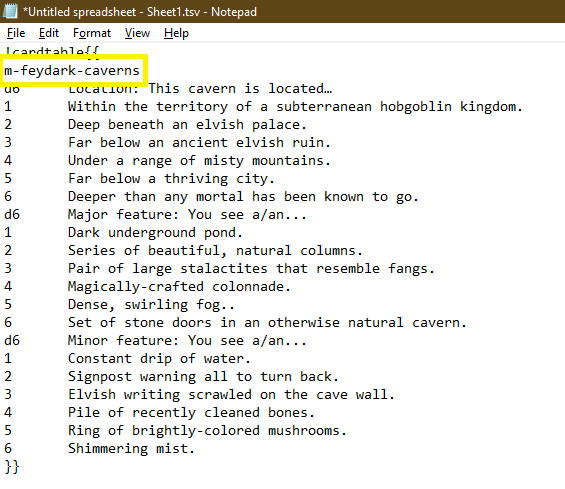 *Untitled spreadsheet - Sheet1.tsv - Notepad
File Edit Format View Help
!cardtable{{
m-feydark-caverns
d6 Location: This cavern is located…
1 Within the territory of a subterranean hobgoblin kingdom.
2 Deep beneath an elvish palace.
3 Far below an ancient elvish ruin.
4 Under a range of misty mountains.
5 Far below a thriving city.
6 Deeper than any mortal has been known to go.
d6 Major feature: You see a/an...
1 Dark underground pond.
2 Series of beautiful, natural columns.
3 Pair of large stalactites that resemble fangs.
4 Magically-crafted colonnade.
5 Dense, swirling fog..
6 Set of stone doors in an otherwise natural cavern.
d6 Minor feature: You see a/an...
1 Constant drip of water.
2 Signpost warning all to turn back.
3 Elvish writing scrawled on the cave wall.
4 Pile of recently cleaned bones.
5 Ring of brightly-colored mushrooms.
6 Shimmering mist.
}}